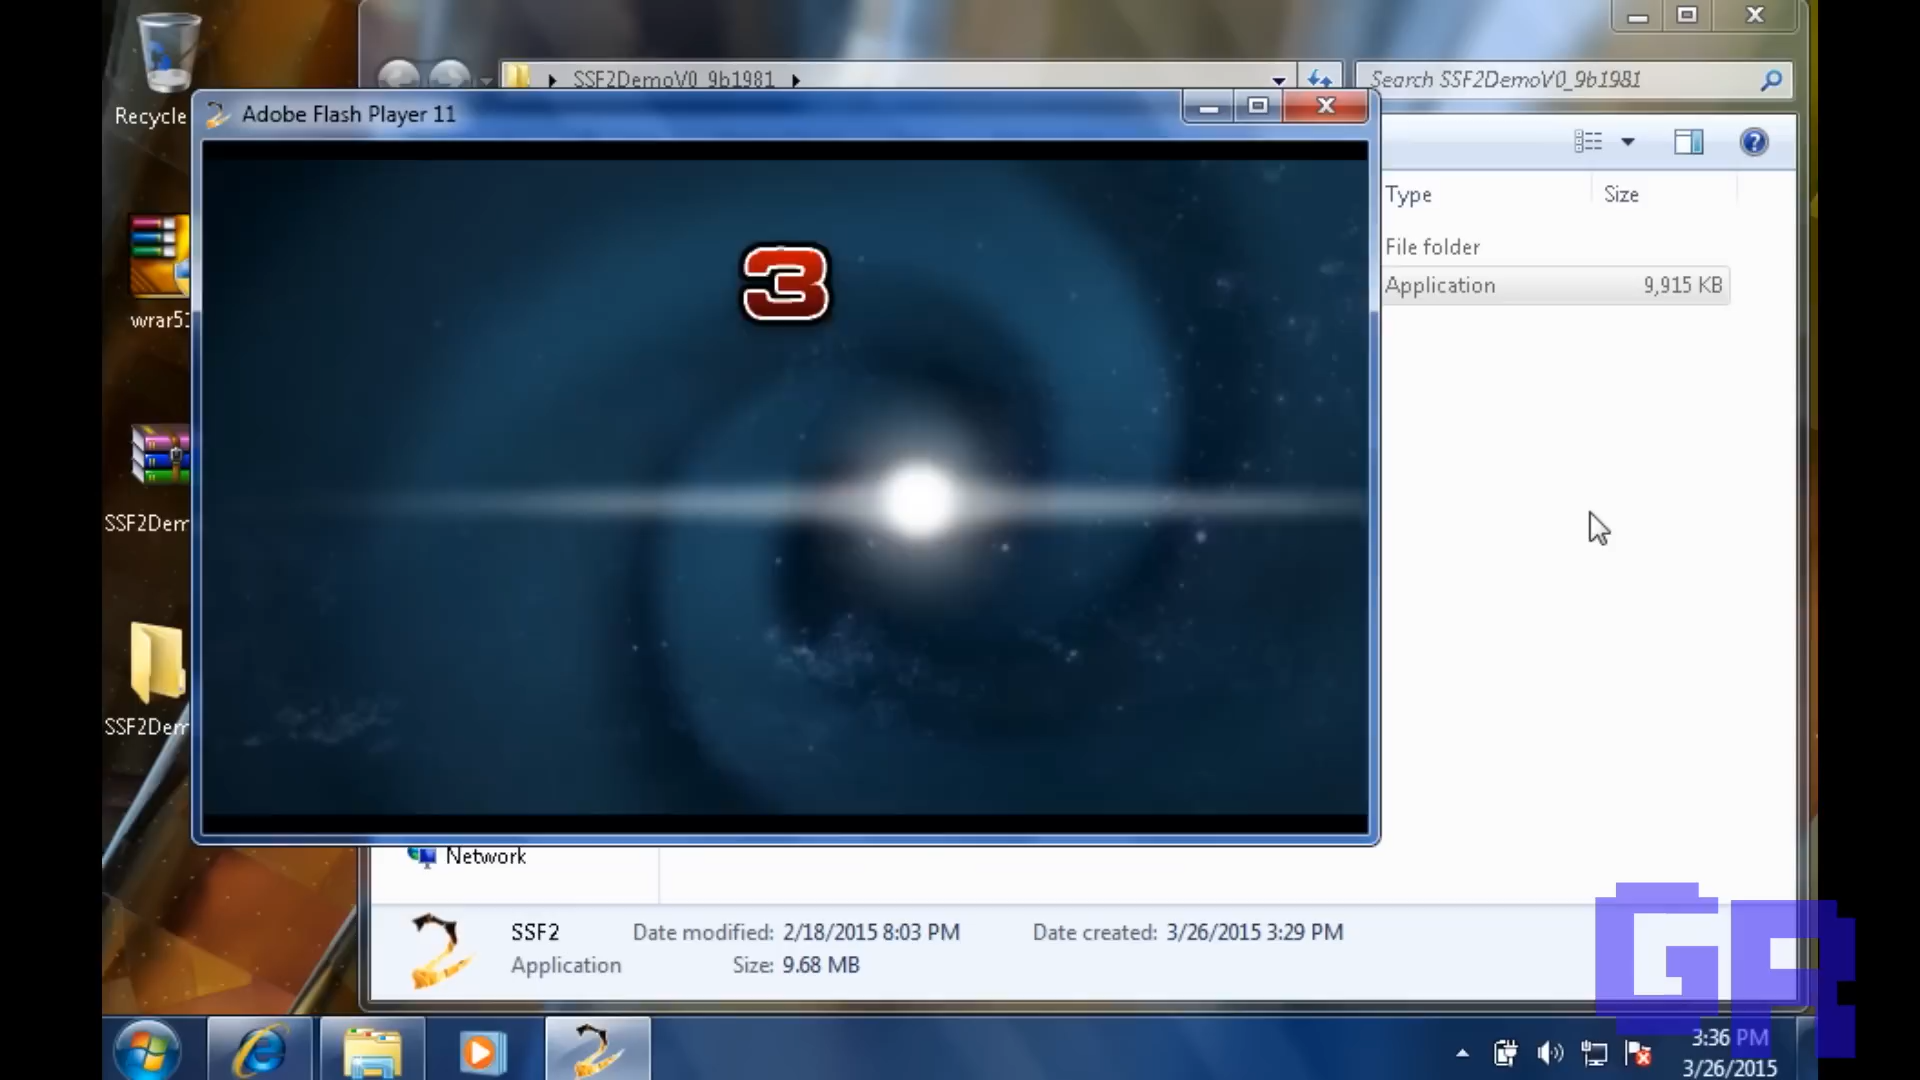 Recycle
SSF2DemoV0_9b1981
Search SSF2DemoV0_9b1981
Adobe Flash Player 11
3
Type
Size
File folder
Application
9,915 KB
wrar5
SSF2Dem
SSF2Dem
Network
SSF2
Date modified: 2/18/2015 8:03 PM
Date created: 3/26/2015 3:29 PM
Application
Size: 9.68 MB
GR
3:36 PM
3/26/2015